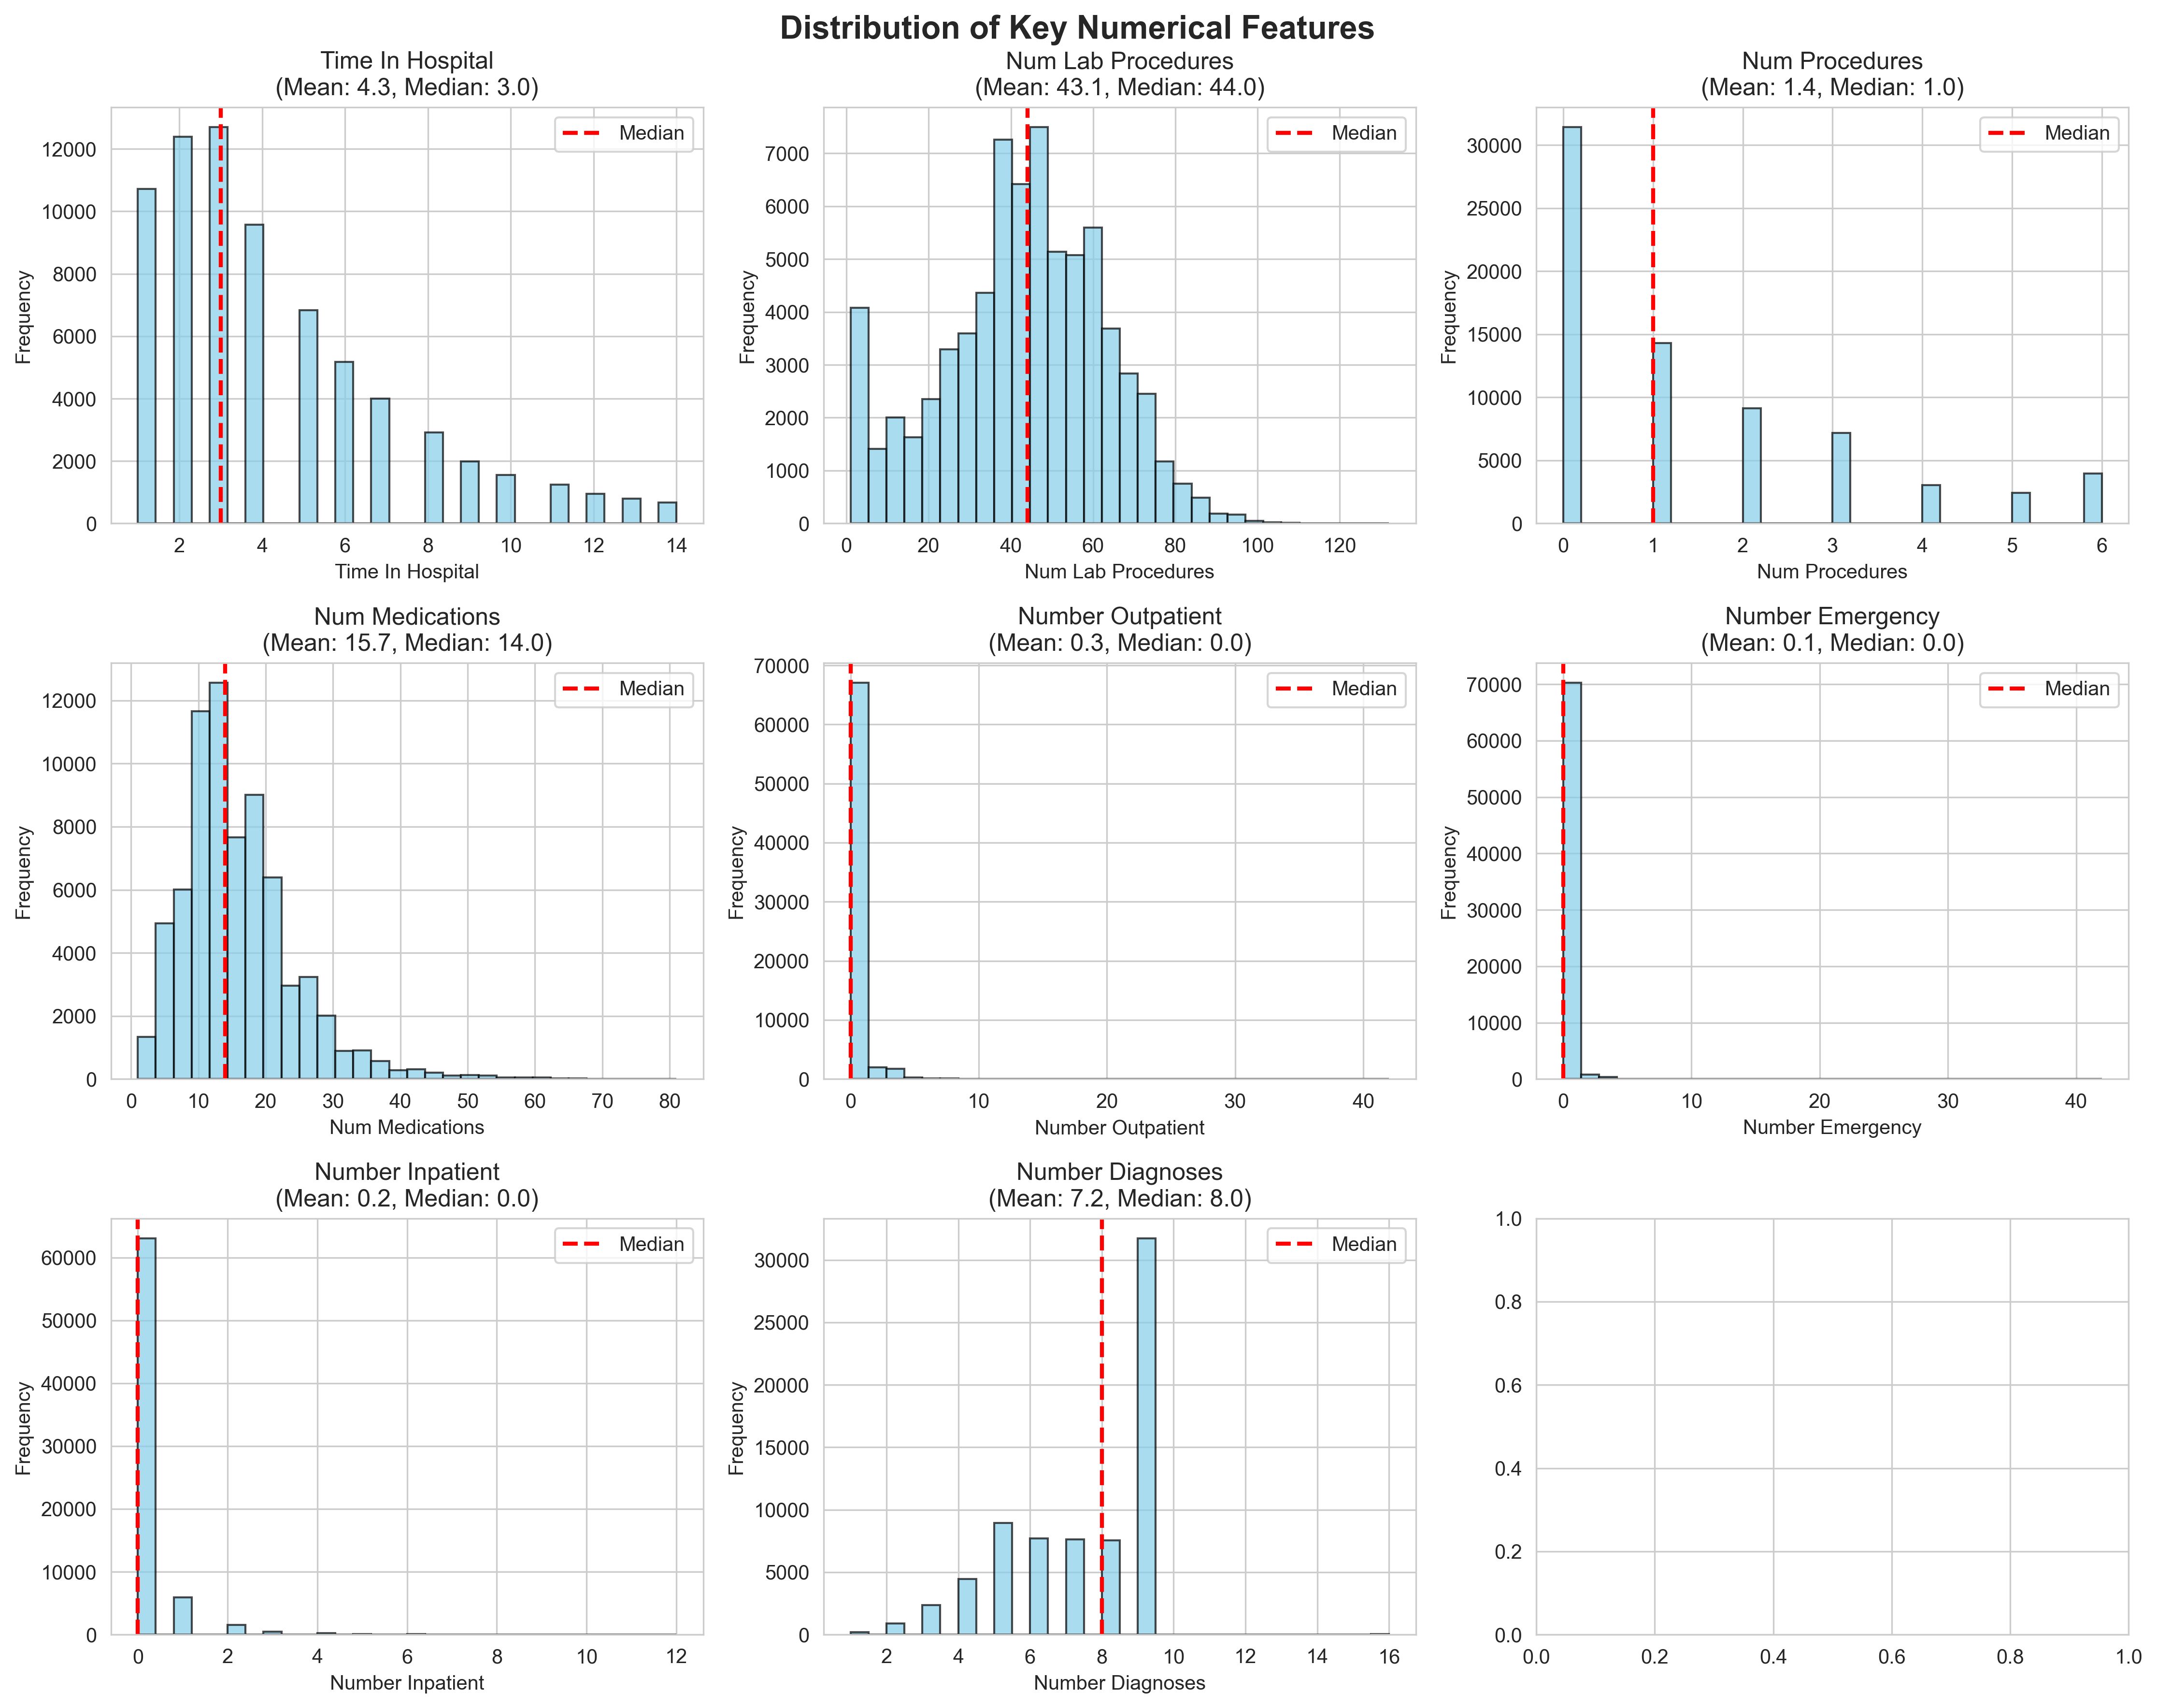 Distribution of Key Numerical Features
Time In Hospital
(Mean: 4.3, Median: 3.0)
Median
12000
10000
8000
6000
4000
2000
0
Frequency
2 4 6 8 10 12 14
Time In Hospital
Num Lab Procedures
(Mean: 43.1, Median: 44.0)
Median
7000
6000
5000
4000
3000
2000
1000
0
Frequency
0 20 40 60 80 100 120
Num Lab Procedures
Num Procedures
(Mean: 1.4, Median: 1.0)
Median
30000
25000
20000
15000
10000
5000
0
Frequency
0 1 2 3 4 5 6
Num Procedures
Num Medications
(Mean: 15.7, Median: 14.0)
Median
12000
10000
8000
6000
4000
2000
0
Frequency
0 10 20 30 40 50 60 70 80
Num Medications
Number Outpatient
(Mean: 0.3, Median: 0.0)
Median
70000
60000
50000
40000
30000
20000
10000
0
Frequency
0 10 20 30 40
Number Outpatient
Number Emergency
(Mean: 0.1, Median: 0.0)
Median
70000
60000
50000
40000
30000
20000
10000
0
Frequency
0 10 20 30 40
Number Emergency
Number Inpatient
(Mean: 0.2, Median: 0.0)
Median
60000
50000
40000
30000
20000
10000
0
Frequency
0 2 4 6 8 10 12
Number Inpatient
Number Diagnoses
(Mean: 7.2, Median: 8.0)
Median
30000
25000
20000
15000
10000
5000
0
Frequency
2 4 6 8 10 12 14 16
Number Diagnoses
1.0
0.8
0.6
0.4
0.2
0.0
0.0 0.2 0.4 0.6 0.8 1.0